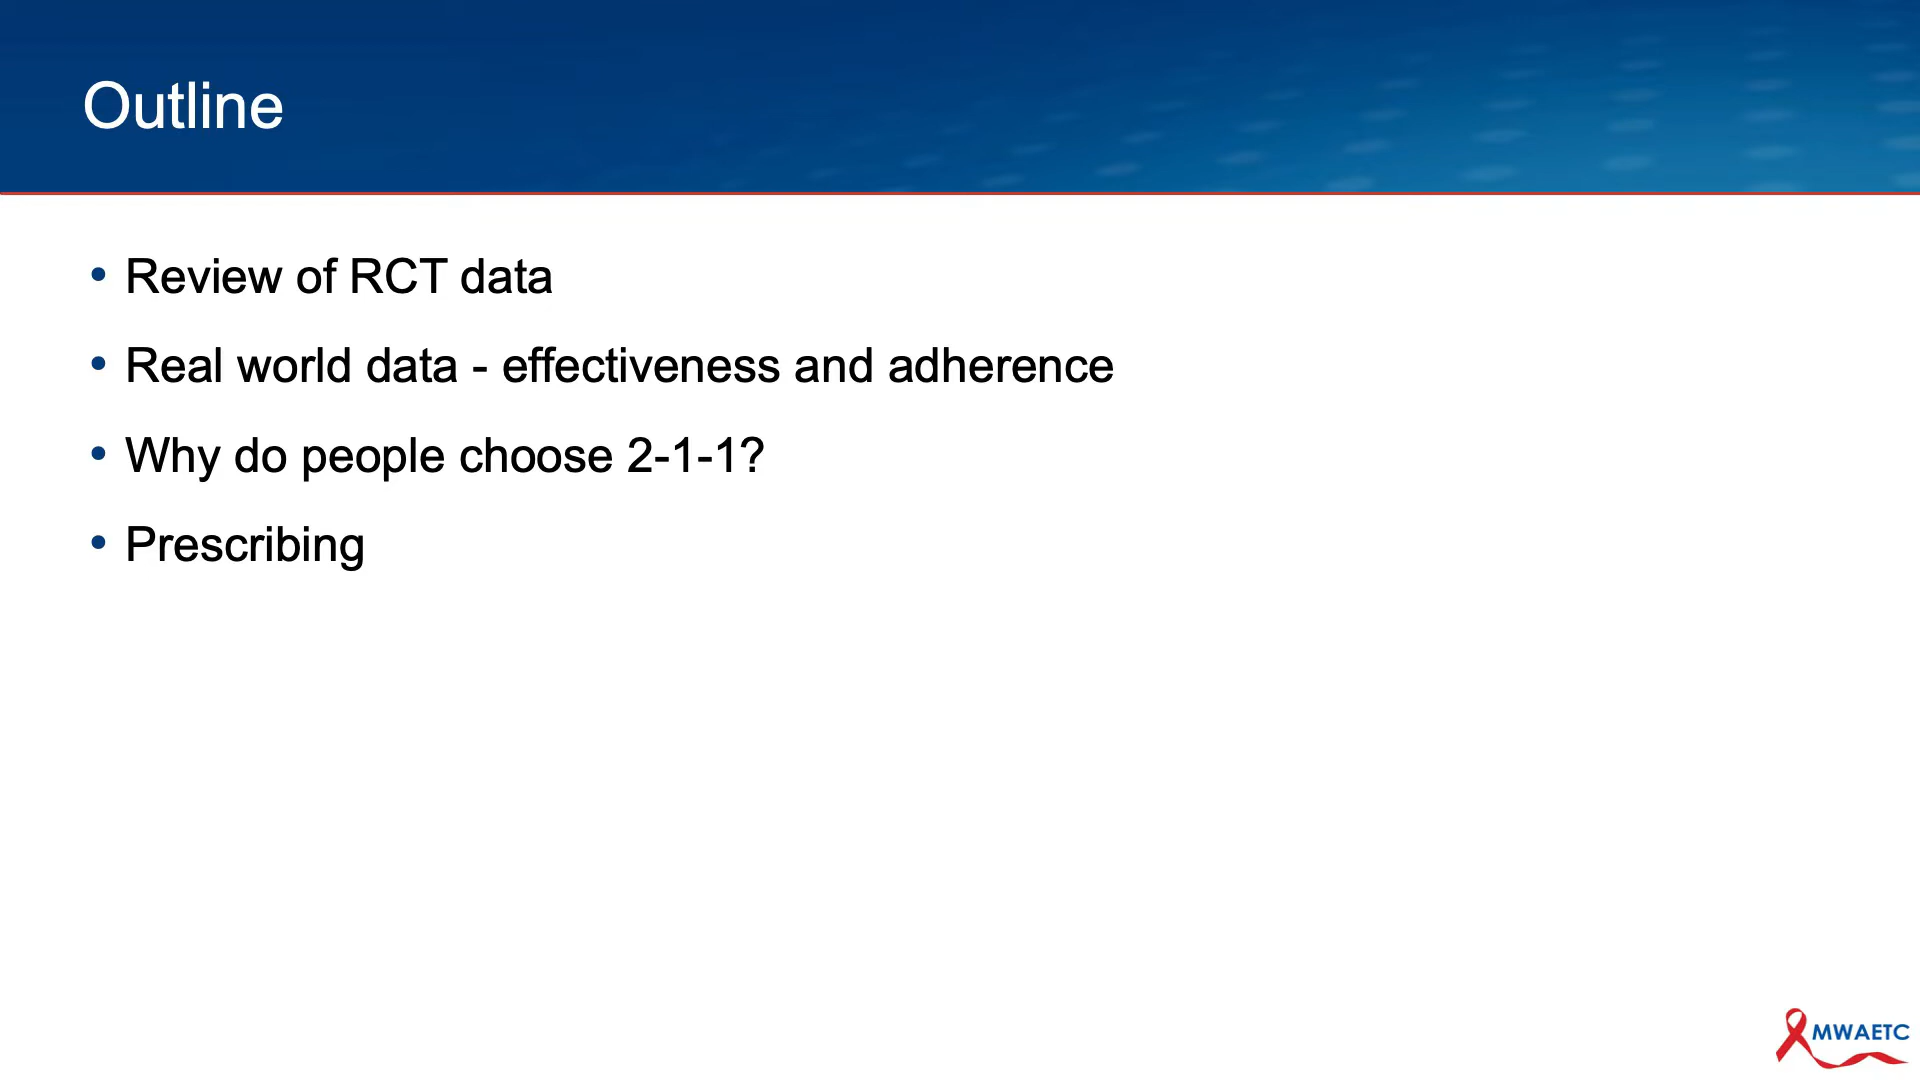 Outline
• Review of RCT data
• Real world data - effectiveness and adherence
• Why do people choose 2-1-1?
• Prescribing
MWAETC